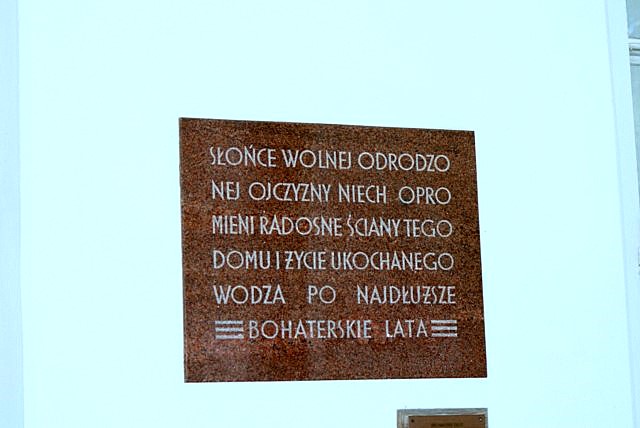 SŁOŃCE WOLNEJ ODRODZO
NEJ OJCZYZNY NIECH OPRO
MIENI RADOSNE ŚCIANY TEGO
DOMU I ŻYCIE UKOCHANEGO
WODZA PO NAJDŁUŻSZE
BOHATERSKIE LATA